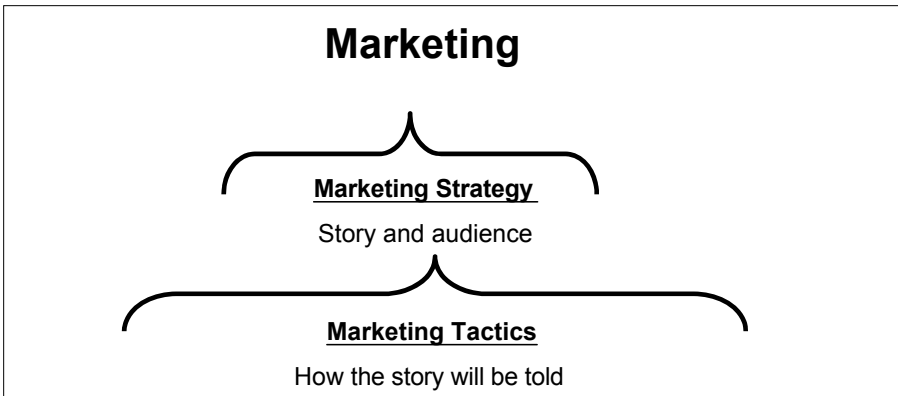 Marketing
Marketing Strategy
Story and audience
Marketing Tactics
How the story will be told